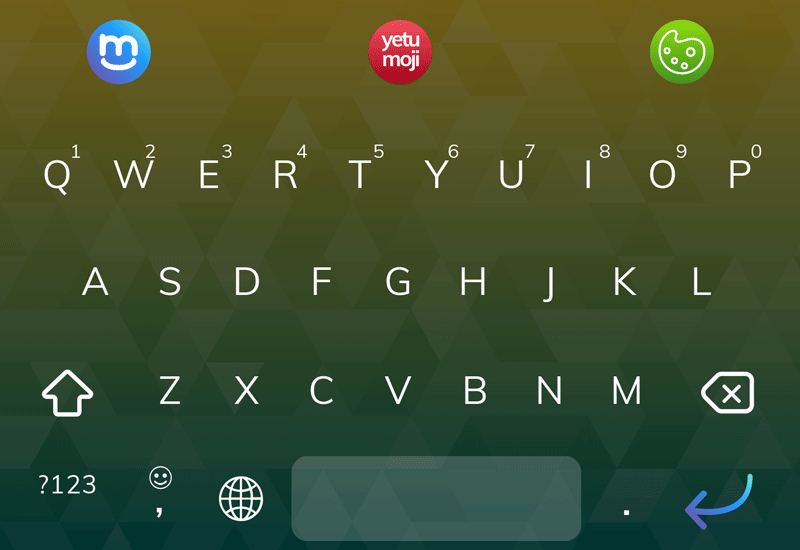 m
yetu
moji
1 2 3 4 5 6 7 8 9 0
Q W E R T Y U I O P
A S D F G H J K L
Z X C V B N M
?123 , .